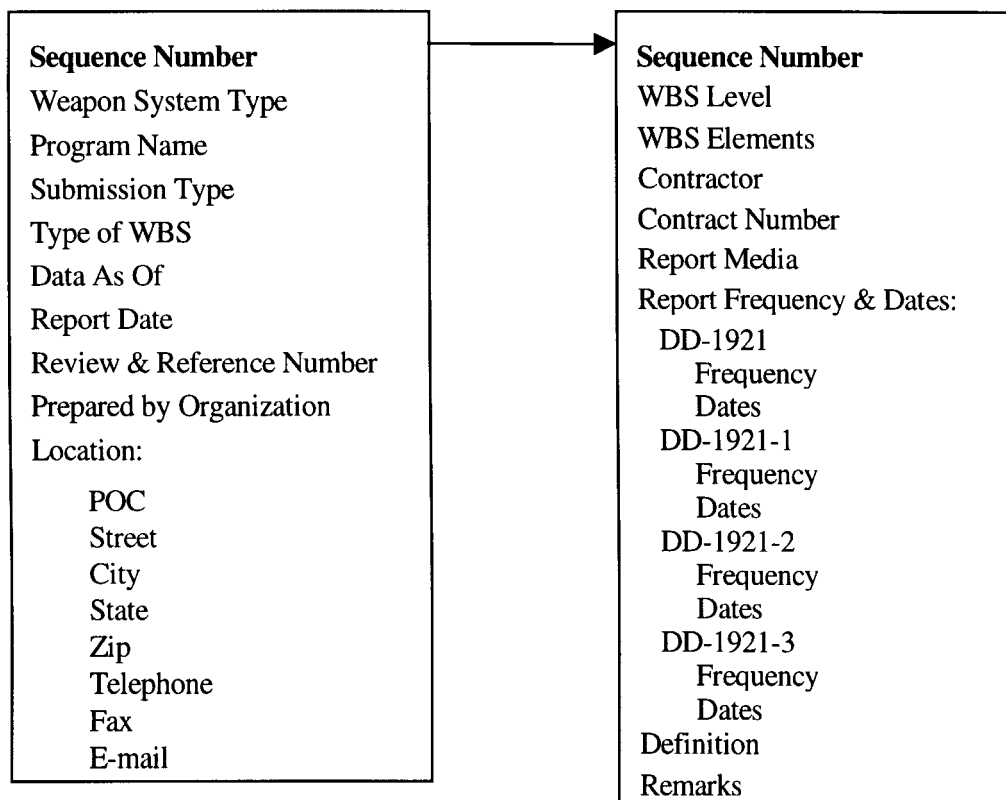 Sequence Number
Weapon System Type
Program Name
Submission Type
Type of WBS
Data As Of
Report Date
Review & Reference Number
Prepared by Organization
Location:
POC
Street
City
State
Zip
Telephone
Fax
E-mail
Sequence Number
WBS Level
WBS Elements
Contractor
Contract Number
Report Media
Report Frequency & Dates:
DD-1921
Frequency
Dates
DD-1921-1
Frequency
Dates
DD-1921-2
Frequency
Dates
DD-1921-3
Frequency
Dates
Definition
Remarks